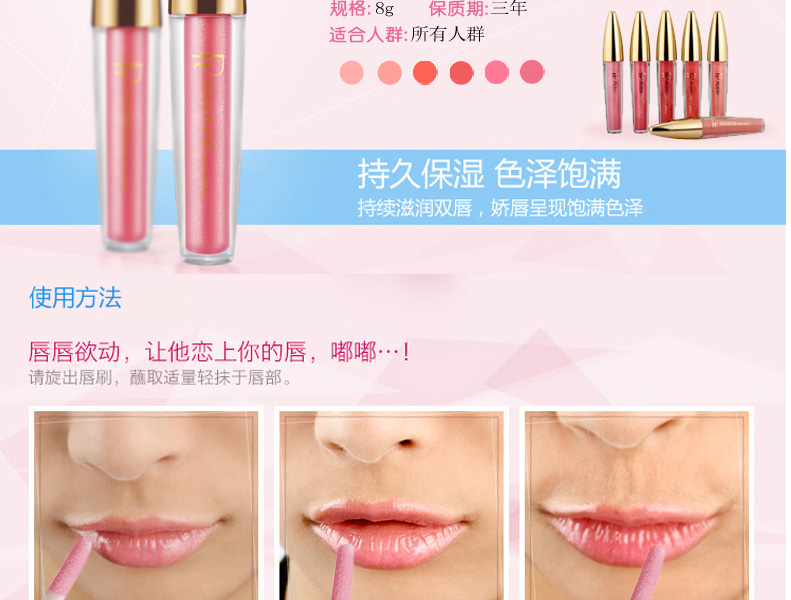 规格: 8g 保质期:三年
适合人群:所有人群
持久保湿 色泽饱满
持续滋润双唇，娇唇呈现饱满色泽
使用方法
唇唇欲动，让他恋上你的唇，嘟嘟…！
请旋出唇刷，蘸取适量轻抹于唇部。